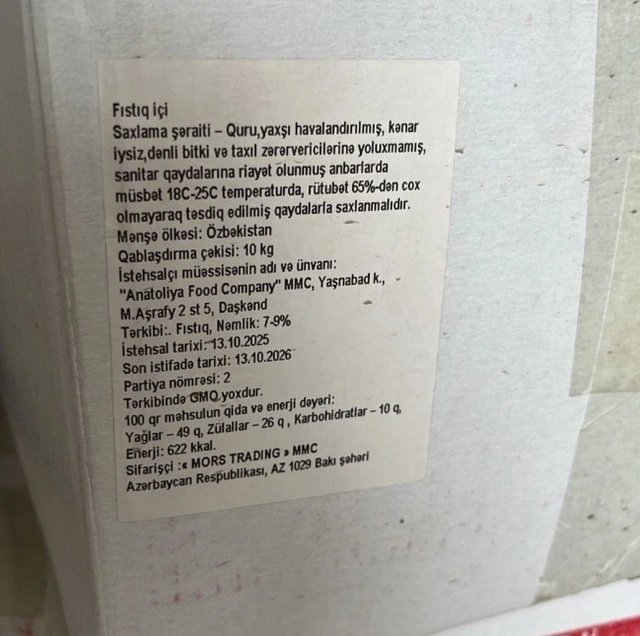 Fıstıq içi
Saxlama şəraiti – Quru,yaxşı havalandırılmış, kənar
iysiz,dənli bitki və taxıl zərərvericilərinə yoluxmamış,
sanitar qaydalarına riayət olunmuş anbarlarda
müsbət 18C-25C temperaturda, rütubət 65%-dən cox
olmayaraq təsdiq edilmiş qaydalarla saxlanmalıdır.
Mənşə ölkəsi: Özbəkistan
Qablaşdırma çəkisi: 10 kg
İstehsalçı müəssisənin adı və ünvanı:
"Anatoliya Food Company" MMC, Yaşnabad k.,
M.Aşrafy 2 st 5, Daşkənd
Tərkibi:. Fıstıq, Nəmlik: 7-9%
İstehsal tarixi: 13.10.2025
Son istifadə tarixi: 13.10.2026
Partiya nömrəsi: 2
Tərkibində GMO yoxdur.
100 qr məhsulun qida və enerji dəyəri:
Yağlar – 49 q, Zülallar – 26 q , Karbohidratlar – 10 q,
Enerji: 622 kkal.
Sifarişçi :« MORS TRADING » MMC
Azərbaycan Respublikası, AZ 1029 Bakı şəhəri